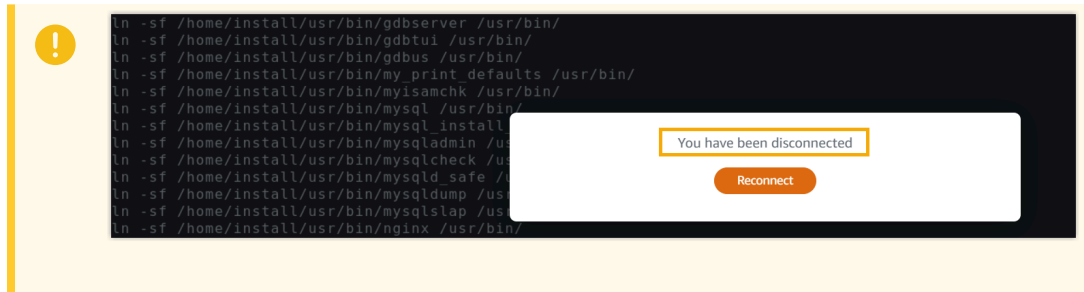 ln -sf /home/install/usr/bin/gdbserver /usr/bin/
ln -sf /home/install/usr/bin/gdbtui /usr/bin/
ln -sf /home/install/usr/bin/gdbus /usr/bin/
ln -sf /home/install/usr/bin/my_print_defaults /usr/bin/
ln -sf /home/install/usr/bin/myisamchk /usr/bin/
ln -sf /home/install/usr/bin/mysql /usr/bin/
ln -sf /home/install/usr/bin/mysql_install_
ln -sf /home/install/usr/bin/mysqladmin /us
ln -sf /home/install/usr/bin/mysqlcheck /us
ln -sf /home/install/usr/bin/mysqld_safe /u
ln -sf /home/install/usr/bin/mysqldump /usr
ln -sf /home/install/usr/bin/mysqlslap /usr
ln -sf /home/install/usr/bin/nginx /usr/bin/
You have been disconnected
Reconnect